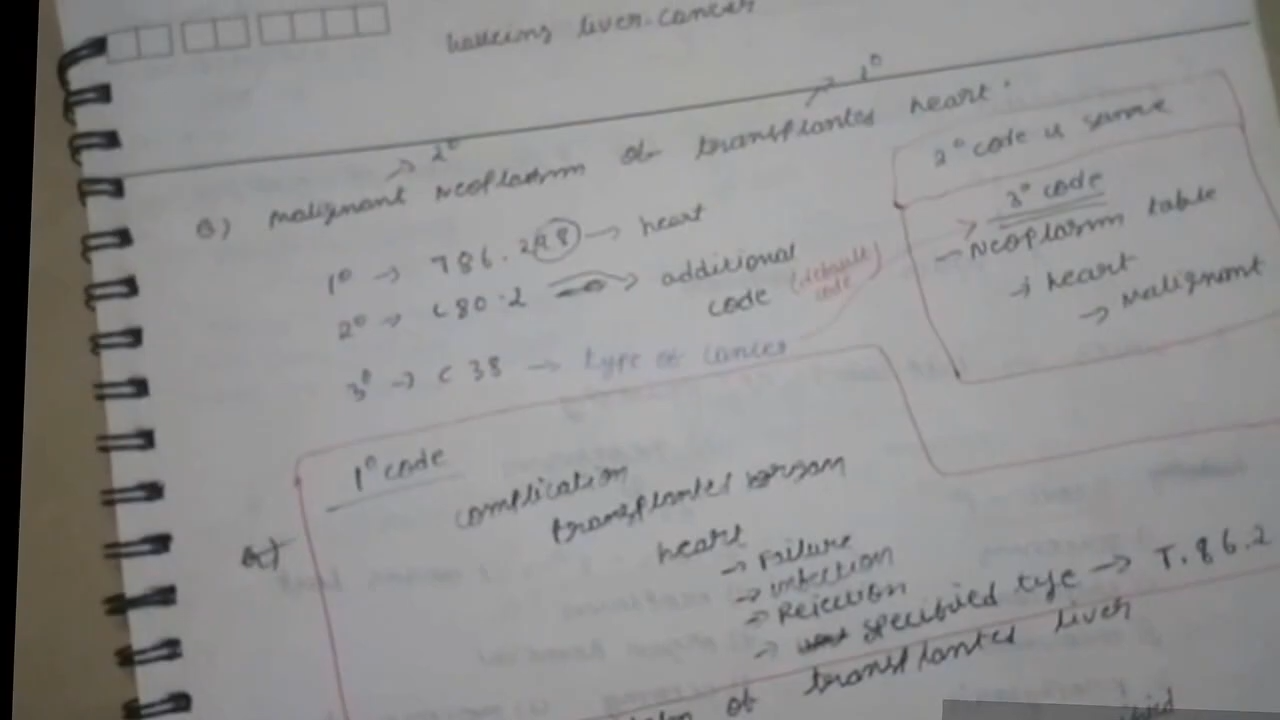 liver cancer
Q) Malignant Neoplasm of transplanted heart.
→ 2°
→ 1°
1° → T86.298 → heart
2° → C80.2 → additional code (default code)
3° → C38 → type of cancer
2° code is same
3° code
→ Neoplasm table
→ heart
→ Malignant
1° code
complication
transplanted organ
heart
→ Failure
→ infection
→ Rejection
→ specified type → T.86.2
of transplanted liver